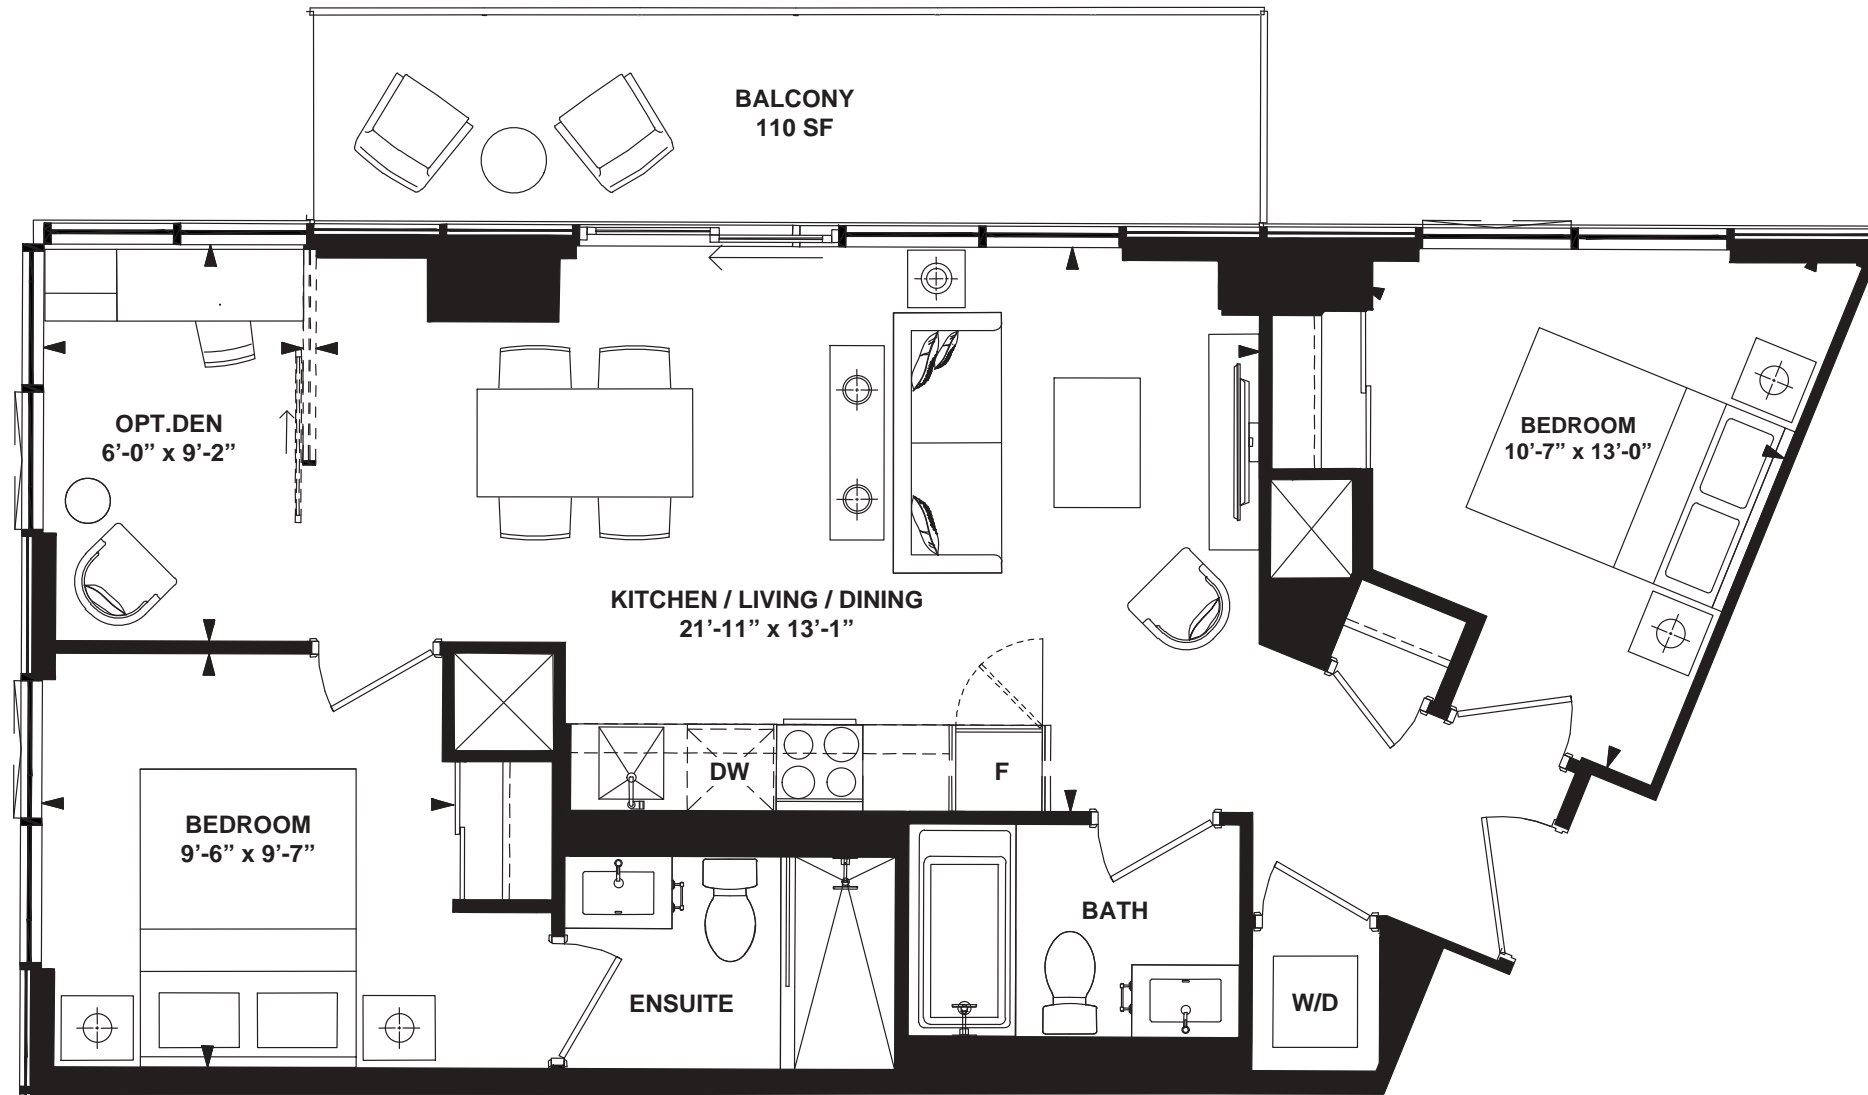 BALCONY
110 SF
OPT.DEN
6’-0” x 9’-2”
BEDROOM
10’-7” x 13’-0”
KITCHEN / LIVING / DINING
21’-11” x 13’-1”
DW
F
BEDROOM
9’-6” x 9’-7”
BATH
ENSUITE
W/D